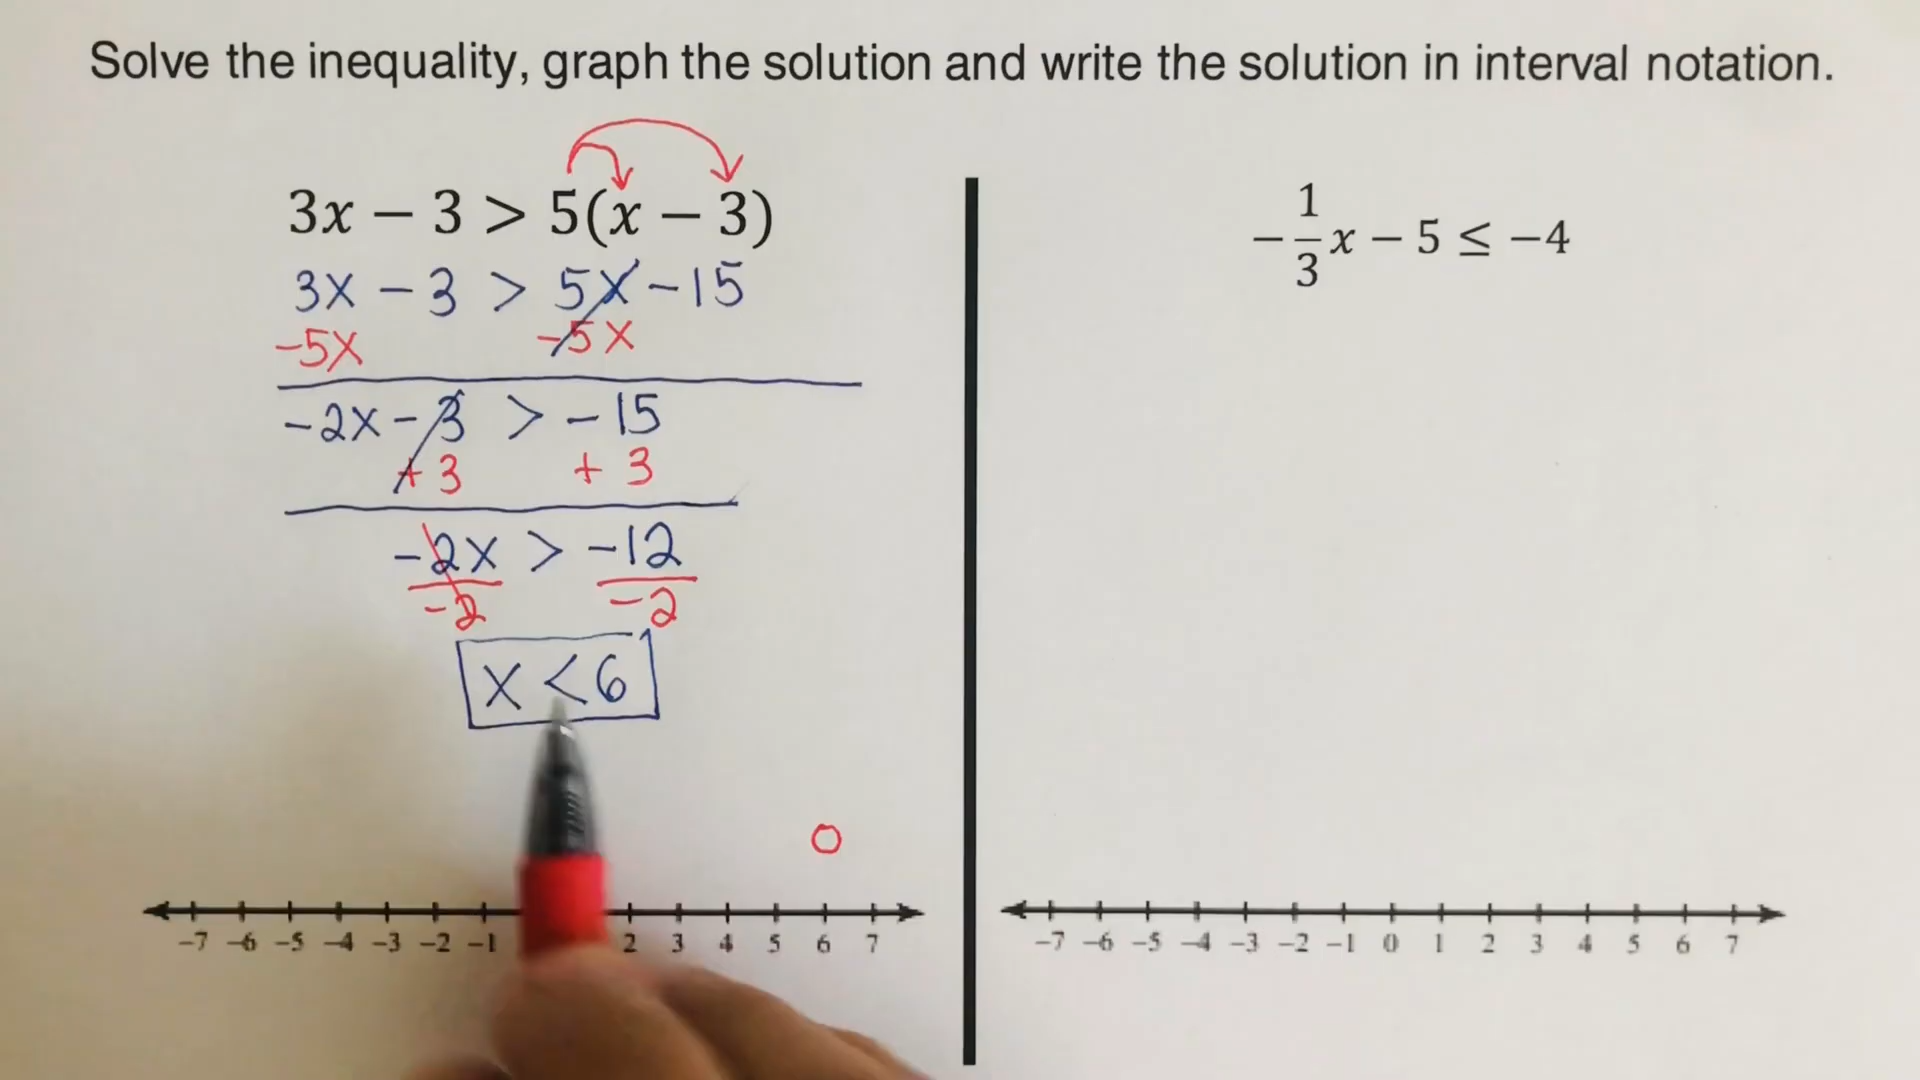 Solve the inequality, graph the solution and write the solution in interval notation.
3x − 3 > 5(x − 3)
3x − 3 > 5x − 15
−5x −5x
−2x − 3 > −15
+ 3 + 3
−2x > −12
−2 −2
x < 6
−7 −6 −5 −4 −3 −2 −1 2 3 4 5 6 7
−1/3x − 5 ≤ −4
−7 −6 −5 −4 −3 −2 −1 0 1 2 3 4 5 6 7